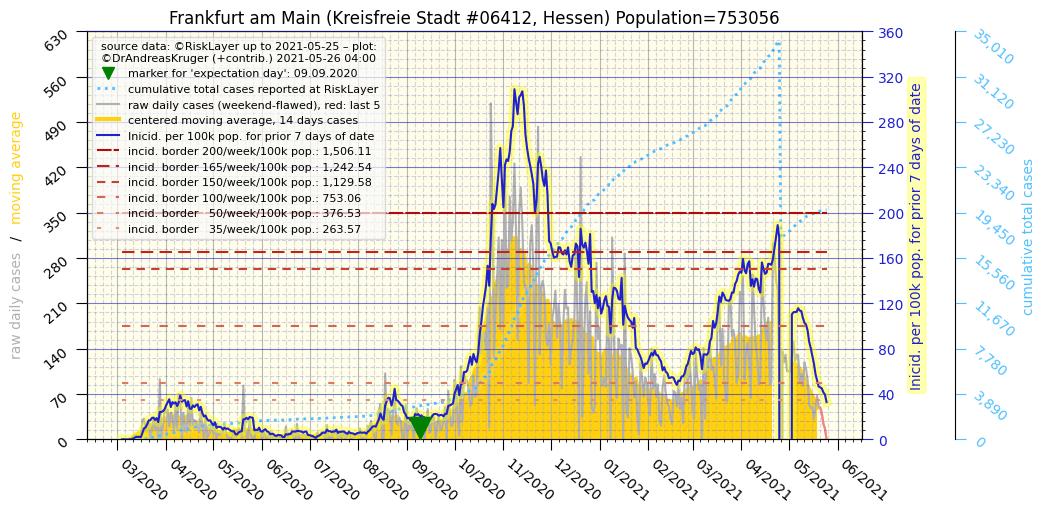 Frankfurt am Main (Kreisfreie Stadt #06412, Hessen) Population=753056
source data: ©RiskLayer up to 2021-05-25 – plot:
©DrAndreasKruger (+contrib.) 2021-05-26 04:00
marker for 'expectation day': 09.09.2020
cumulative total cases reported at RiskLayer
raw daily cases (weekend-flawed), red: last 5
centered moving average, 14 days cases
Inicid. per 100k pop. for prior 7 days of date
incid. border 200/week/100k pop.: 1,506.11
incid. border 165/week/100k pop.: 1,242.54
incid. border 150/week/100k pop.: 1,129.58
incid. border 100/week/100k pop.: 753.06
incid. border   50/week/100k pop.: 376.53
incid. border   35/week/100k pop.: 263.57
raw daily cases / moving average
630
560
490
420
350
280
210
140
70
0
360
320
280
240
200
160
120
80
40
0
Inicid. per 100k pop. for prior 7 days of date
35,010
31,120
27,230
23,340
19,450
15,560
11,670
7,780
3,890
0
cumulative total cases
03/2020
04/2020
05/2020
06/2020
07/2020
08/2020
09/2020
10/2020
11/2020
12/2020
01/2021
02/2021
03/2021
04/2021
05/2021
06/2021